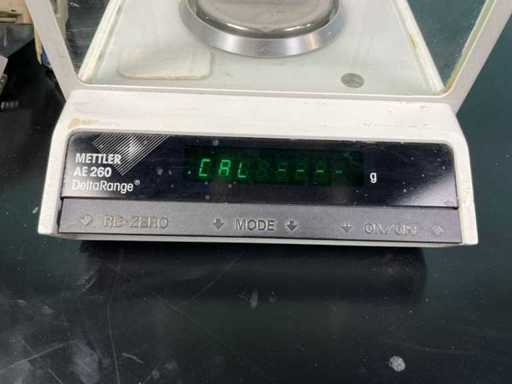 METTLER
AE 260
DeltaRange®
CAL ----
g
RE-ZERO
MODE
ON/OFF